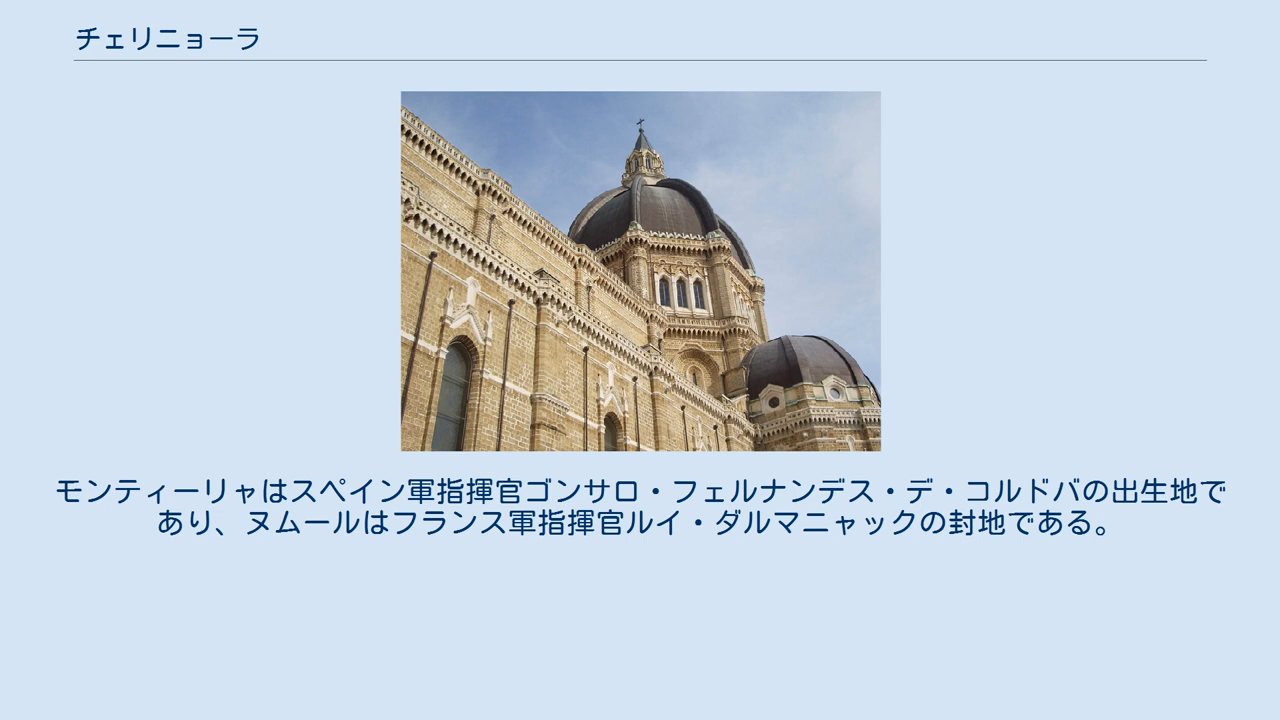 チェリニョーラ
モンティーリャはスペイン軍指揮官ゴンサロ・フェルナンデス・デ・コルドバの出生地で
あり、ヌムールはフランス軍指揮官ルイ・ダルマニャックの封地である。